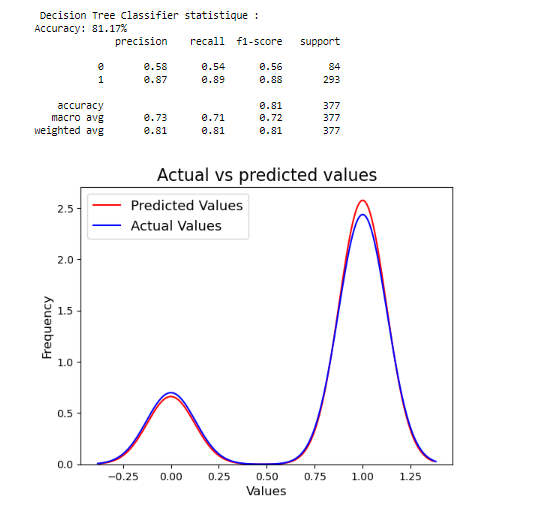 Decision Tree Classifier statistique :
Accuracy: 81.17%
precision recall f1-score support
0 0.58 0.54 0.56 84
1 0.87 0.89 0.88 293
accuracy 0.81 377
macro avg 0.73 0.71 0.72 377
weighted avg 0.81 0.81 0.81 377
Actual vs predicted values
Predicted Values
Actual Values
Frequency
2.5
2.0
1.5
1.0
0.5
0.0
−0.25 0.00 0.25 0.50 0.75 1.00 1.25
Values